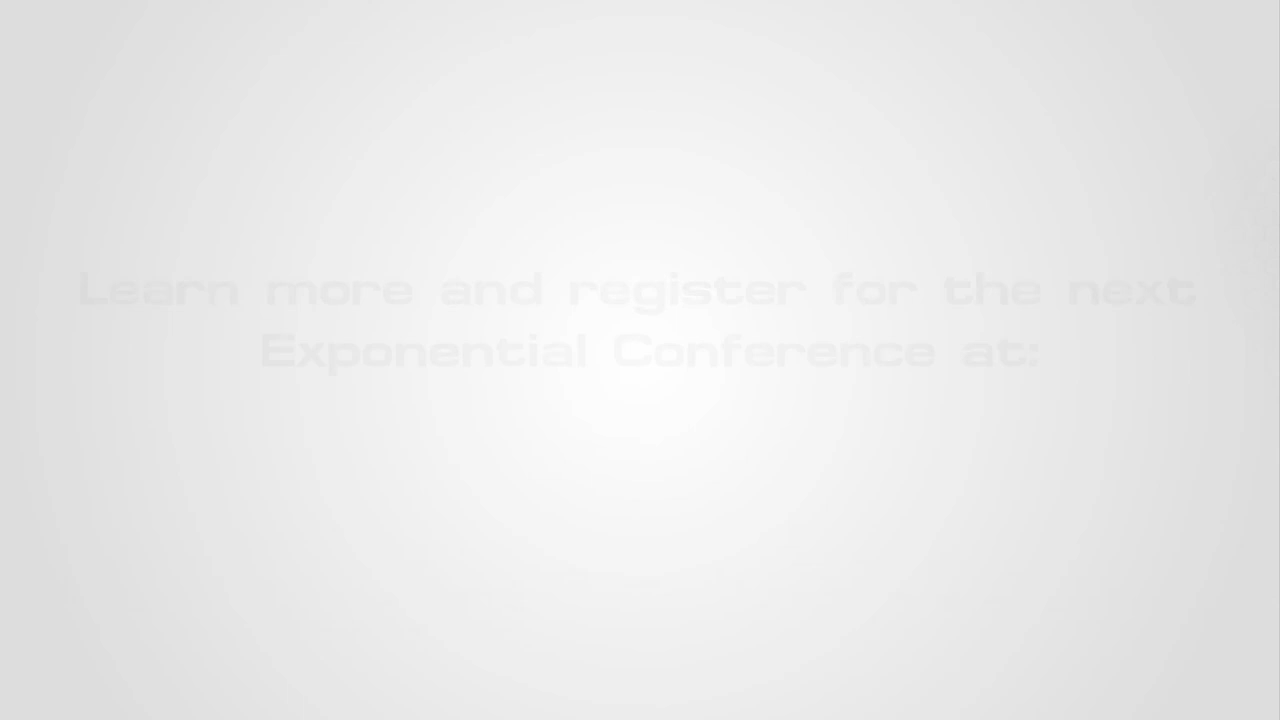 Learn more and register for the next
Exponential Conference at: